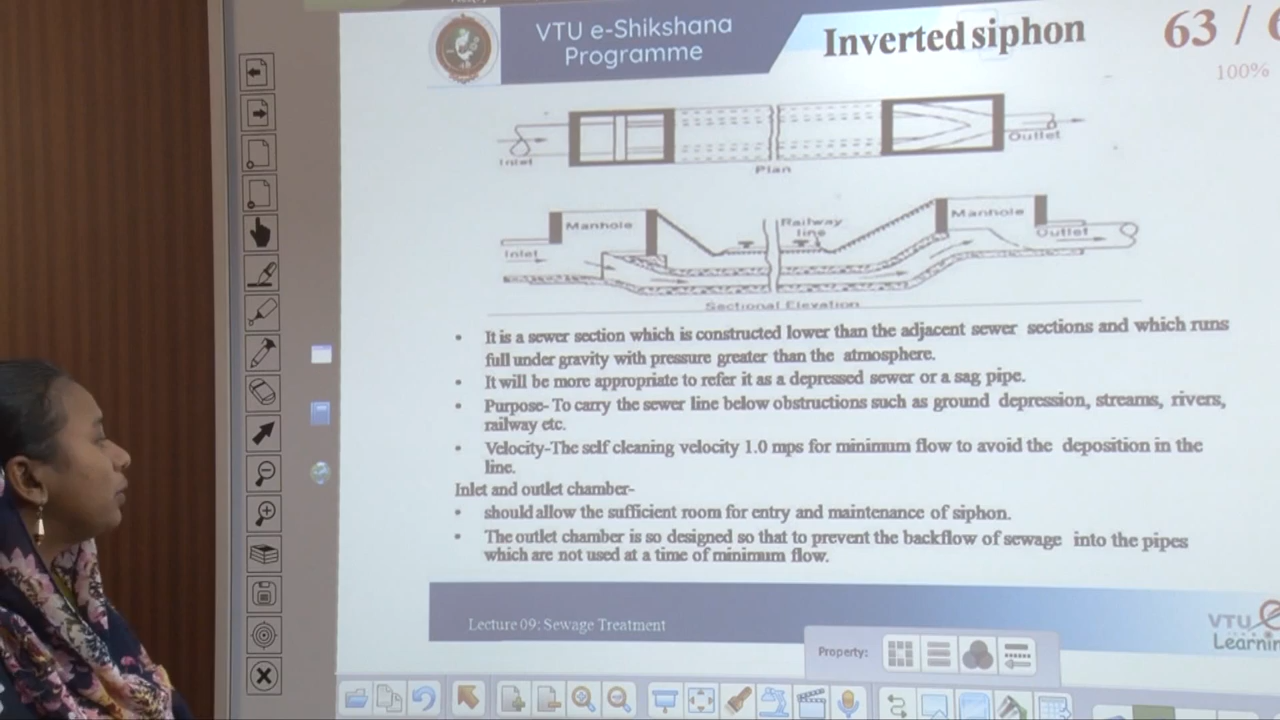 VTU e-Shikshana
Programme
Inverted siphon
63 /
100%
Inlet
Outlet
Plan
Manhole
Railway
line
Manhole
Inlet
Outlet
Sectional Elevation
• It is a sewer section which is constructed lower than the adjacent sewer sections and which runs
full under gravity with pressure greater than the atmosphere.
• It will be more appropriate to refer it as a depressed sewer or a sag pipe.
• Purpose- To carry the sewer line below obstructions such as ground depression, streams, rivers,
railway etc.
• Velocity-The self cleaning velocity 1.0 mps for minimum flow to avoid the deposition in the
line.
Inlet and outlet chamber-
• should allow the sufficient room for entry and maintenance of siphon.
• The outlet chamber is so designed so that to prevent the backflow of sewage into the pipes
which are not used at a time of minimum flow.
Lecture 09: Sewage Treatment
VTU
Property: